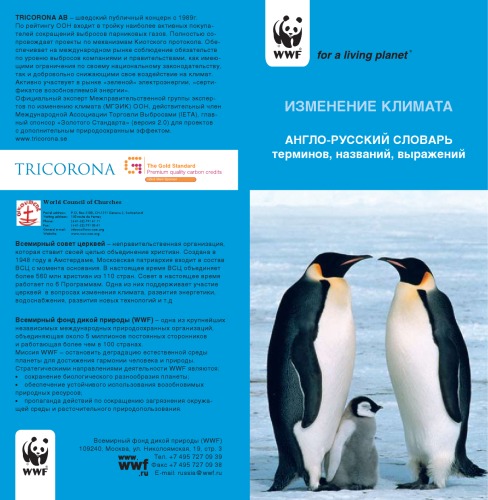 TRICORONA AB – шведский публичный концерн с 1989г.
По рейтингу ООН входит в тройку наиболее активных покупа-
телей сокращений выбросов парниковых газов. Полностью со-
провождает проекты по механизмам Киотского протокола. Обе-
спечивает на международном рынке соблюдение обязательств
по уровню выбросов компаниями и правительствами, как имею-
щими ограничение по своему национальному законодательству,
так и добровольно снижающими свое воздействие на климат.
Активно участвует в рынке «зеленой» электроэнергии, «серти-
фикатов возобновляемой энергии».
Официальный эксперт Межправительственной группы экспер-
тов по изменению климата (МГЭИК) ООН, действительный член
Международной Ассоциации Торговли Выбросами (IETA), глав-
ный спонсор «Золотого Стандарта» (версия 2.0) для проектов
с дополнительным природоохранным эффектом.
www.tricorona.se
TRICORONA
The Gold Standard
Premium quality carbon credits
World Council of Churches
Всемирный совет церквей – неправительственная организация,
которая ставит своей целью объединение христиан. Создана в
1948 году в Амстердаме. Московская патриархия входит в состав
ВСЦ с момента основания. В настоящее время ВСЦ объединяет
более 560 млн христиан из 110 стран. Совет в настоящее время
работает по 6 Программам. Одна из них поддерживает участие
церквей в вопросах изменения климата, развития энергетики,
водоснабжения, развития новых технологий и т.д.
Всемирный фонд дикой природы (WWF) – одна из крупнейших
независимых международных природоохранных организаций,
объединяющая около 5 миллионов постоянных сторонников
и работающая более чем в 100 странах.
Миссия WWF – остановить деградацию естественной среды
планеты для достижения гармонии человека и природы.
Стратегическими направлениями деятельности WWF являются:
• сохранение биологического разнообразия планеты;
• обеспечение устойчивого использования возобновимых
природных ресурсов;
• пропаганда действий по сокращению загрязнения окружа-
щей среды и расточительного природопользования.
WWF
Всемирный фонд дикой природы (WWF)
109240, Москва, ул. Николоямская, 19, стр. 3
Тел. +7 495 727 09 39
Факс +7 495 727 09 38
E-mail: russia@wwf.ru
www
wwf
.ru
WWF®
for a living planet®
ИЗМЕНЕНИЕ КЛИМАТА
АНГЛО-РУССКИЙ СЛОВАРЬ
терминов, названий, выражений